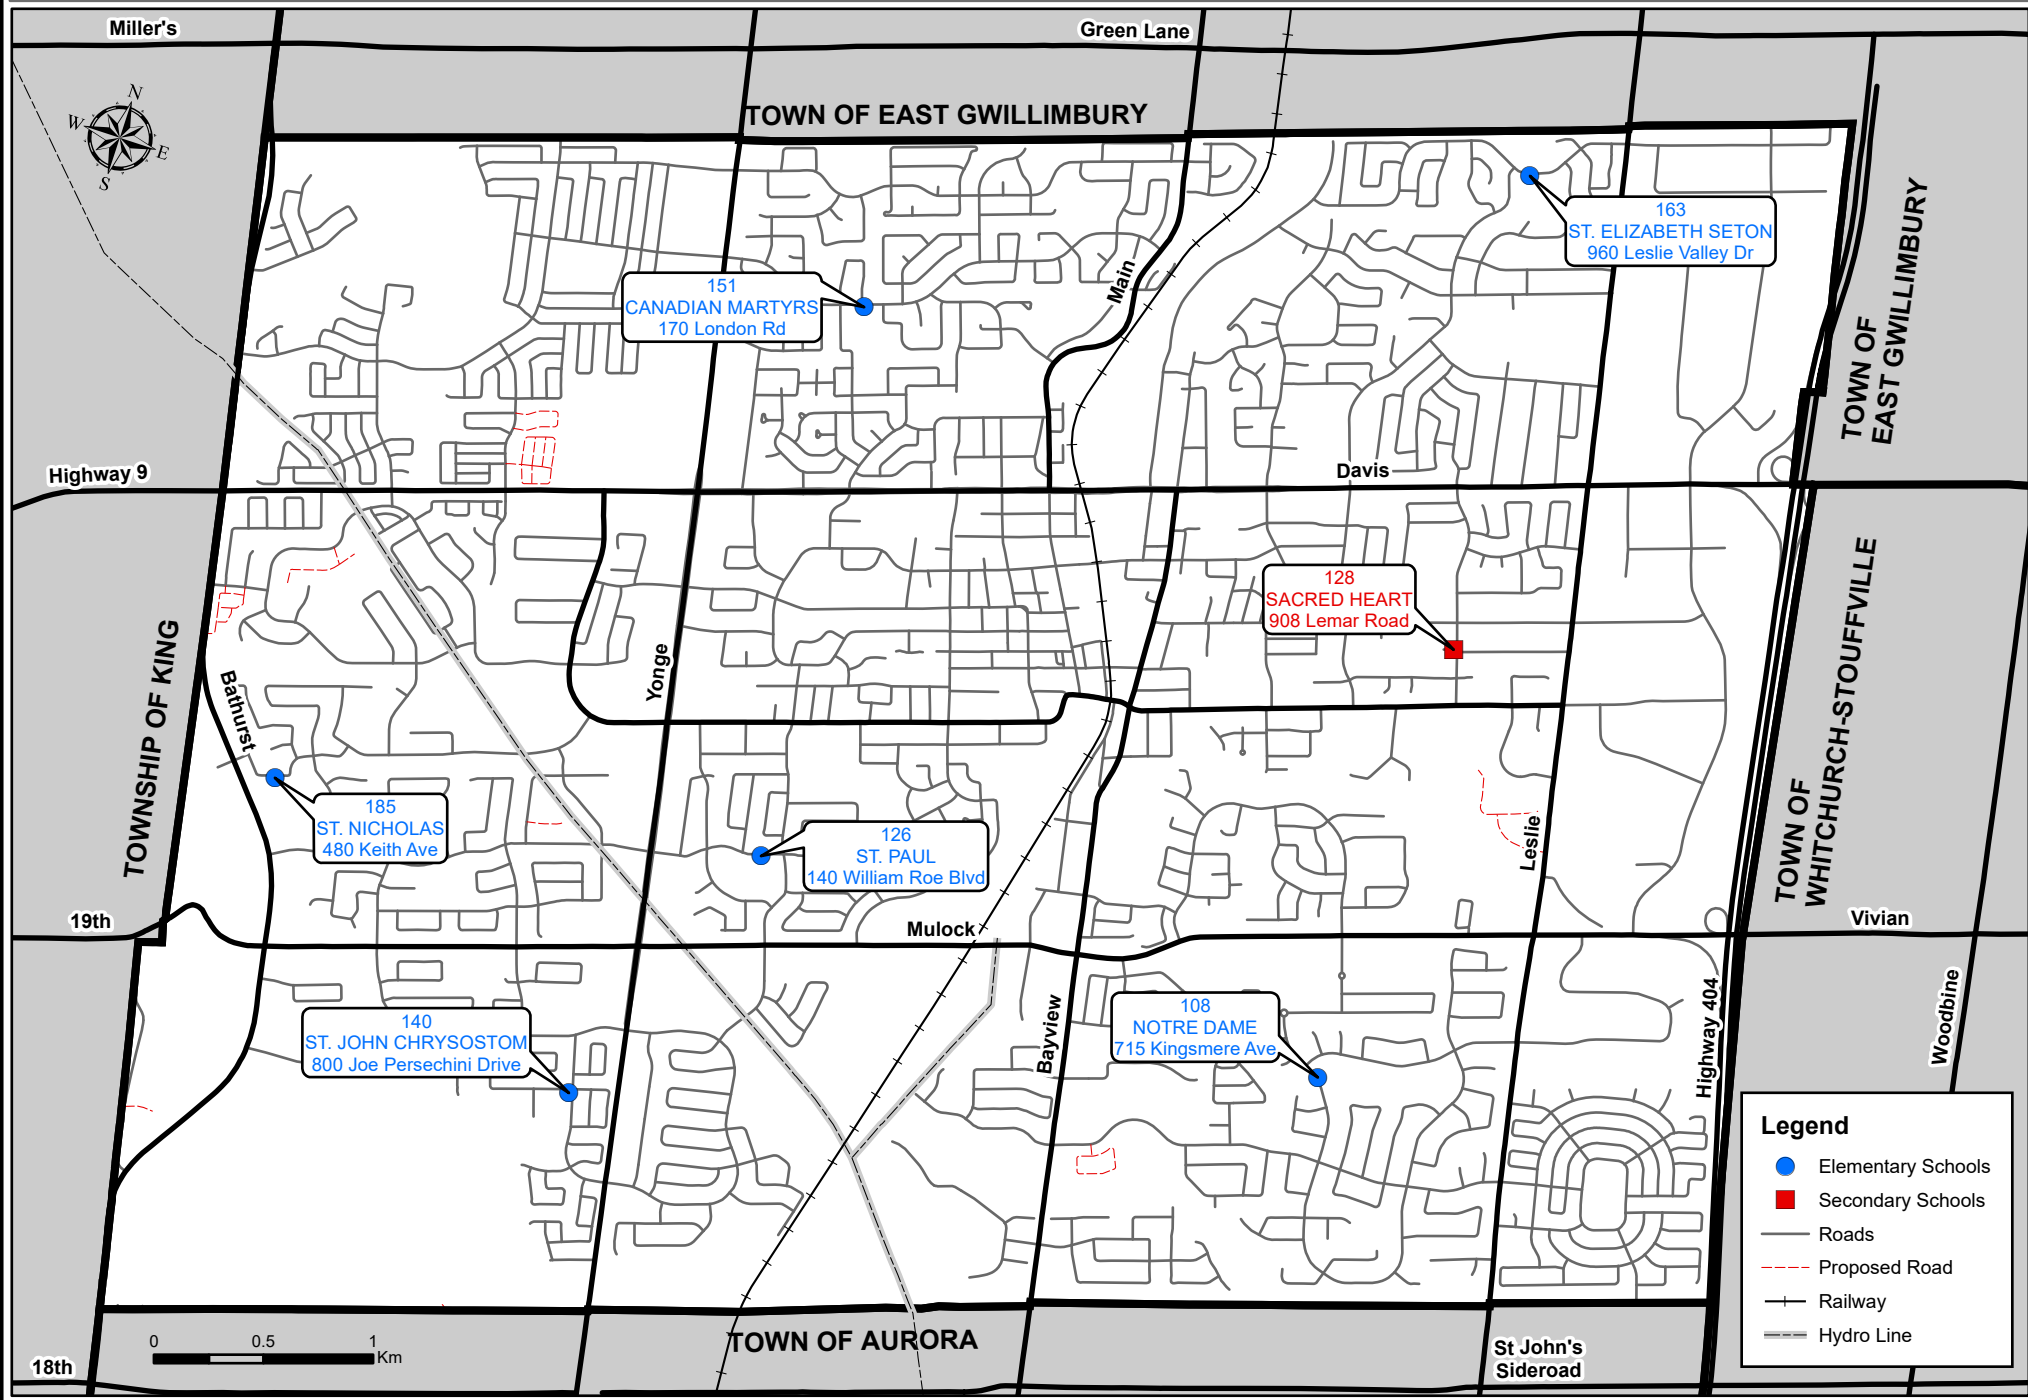 Miller's
Green Lane
N
W
E
S
TOWN OF EAST GWILLIMBURY
163
ST. ELIZABETH SETON
960 Leslie Valley Dr
TOWN OF
EAST GWILLIMBURY
151
CANADIAN MARTYRS
170 London Rd
Main
Highway 9
Davis
128
SACRED HEART
908 Lemar Road
TOWNSHIP OF KING
Bathurst
Yonge
TOWN OF
WHITCHURCH-STOUFFVILLE
185
ST. NICHOLAS
480 Keith Ave
126
ST. PAUL
140 William Roe Blvd
Leslie
19th
Mulock
Vivian
140
ST. JOHN CHRYSOSTOM
800 Joe Persechini Drive
Bayview
108
NOTRE DAME
715 Kingsmere Ave
Highway 404
Woodbine
Legend
Elementary Schools
Secondary Schools
Roads
Proposed Road
Railway
Hydro Line
0 0.5 1
Km
TOWN OF AURORA
St John's
Sideroad
18th